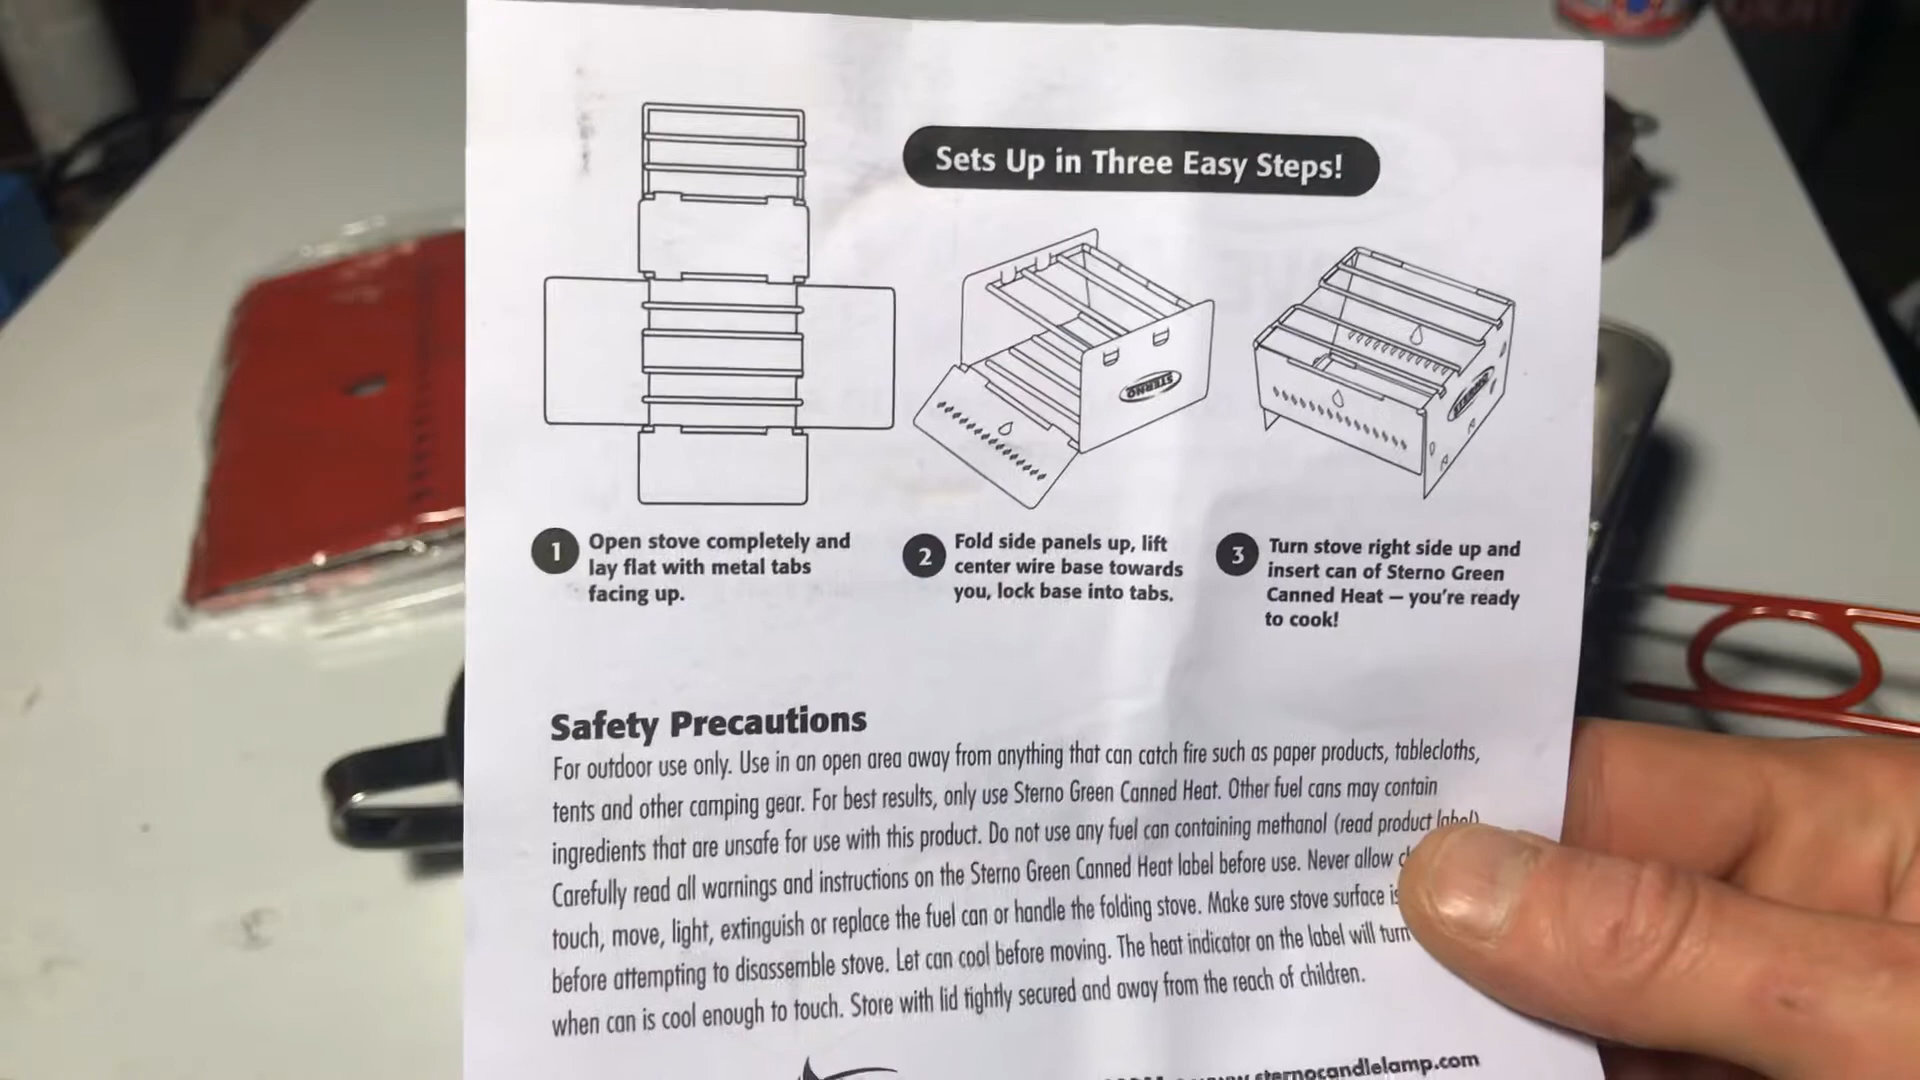 Sets Up in Three Easy Steps!
STERNO
STERNO
1 Open stove completely and
lay flat with metal tabs
facing up.
2 Fold side panels up, lift
center wire base towards
you, lock base into tabs.
3 Turn stove right side up and
insert can of Sterno Green
Canned Heat — you're ready
to cook!
Safety Precautions
For outdoor use only. Use in an open area away from anything that can catch fire such as paper products, tablecloths,
tents and other camping gear. For best results, only use Sterno Green Canned Heat. Other fuel cans may contain
ingredients that are unsafe for use with this product. Do not use any fuel can containing methanol (read product label)
Carefully read all warnings and instructions on the Sterno Green Canned Heat label before use. Never allow
touch, move, light, extinguish or replace the fuel can or handle the folding stove. Make sure stove surface is
before attempting to disassemble stove. Let can cool before moving. The heat indicator on the label will turn
when can is cool enough to touch. Store with lid tightly secured and away from the reach of children.
sternocandlelamp.com